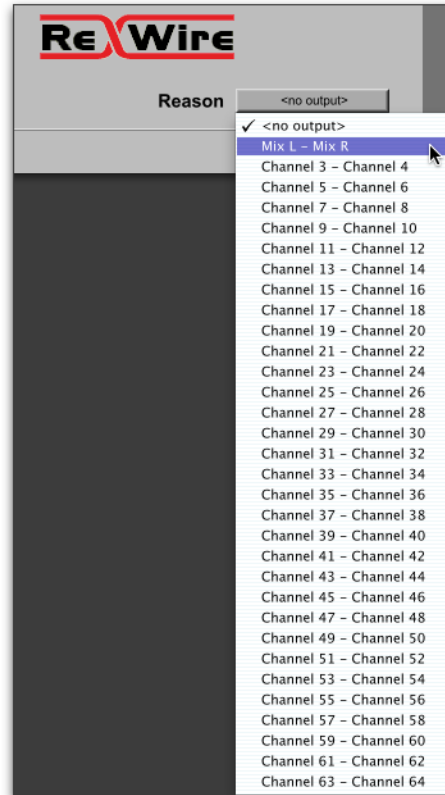 ReWire
Reason <no output>
✓ <no output>
Mix L – Mix R
Channel 3 – Channel 4
Channel 5 – Channel 6
Channel 7 – Channel 8
Channel 9 – Channel 10
Channel 11 – Channel 12
Channel 13 – Channel 14
Channel 15 – Channel 16
Channel 17 – Channel 18
Channel 19 – Channel 20
Channel 21 – Channel 22
Channel 23 – Channel 24
Channel 25 – Channel 26
Channel 27 – Channel 28
Channel 29 – Channel 30
Channel 31 – Channel 32
Channel 33 – Channel 34
Channel 35 – Channel 36
Channel 37 – Channel 38
Channel 39 – Channel 40
Channel 41 – Channel 42
Channel 43 – Channel 44
Channel 45 – Channel 46
Channel 47 – Channel 48
Channel 49 – Channel 50
Channel 51 – Channel 52
Channel 53 – Channel 54
Channel 55 – Channel 56
Channel 57 – Channel 58
Channel 59 – Channel 60
Channel 61 – Channel 62
Channel 63 – Channel 64